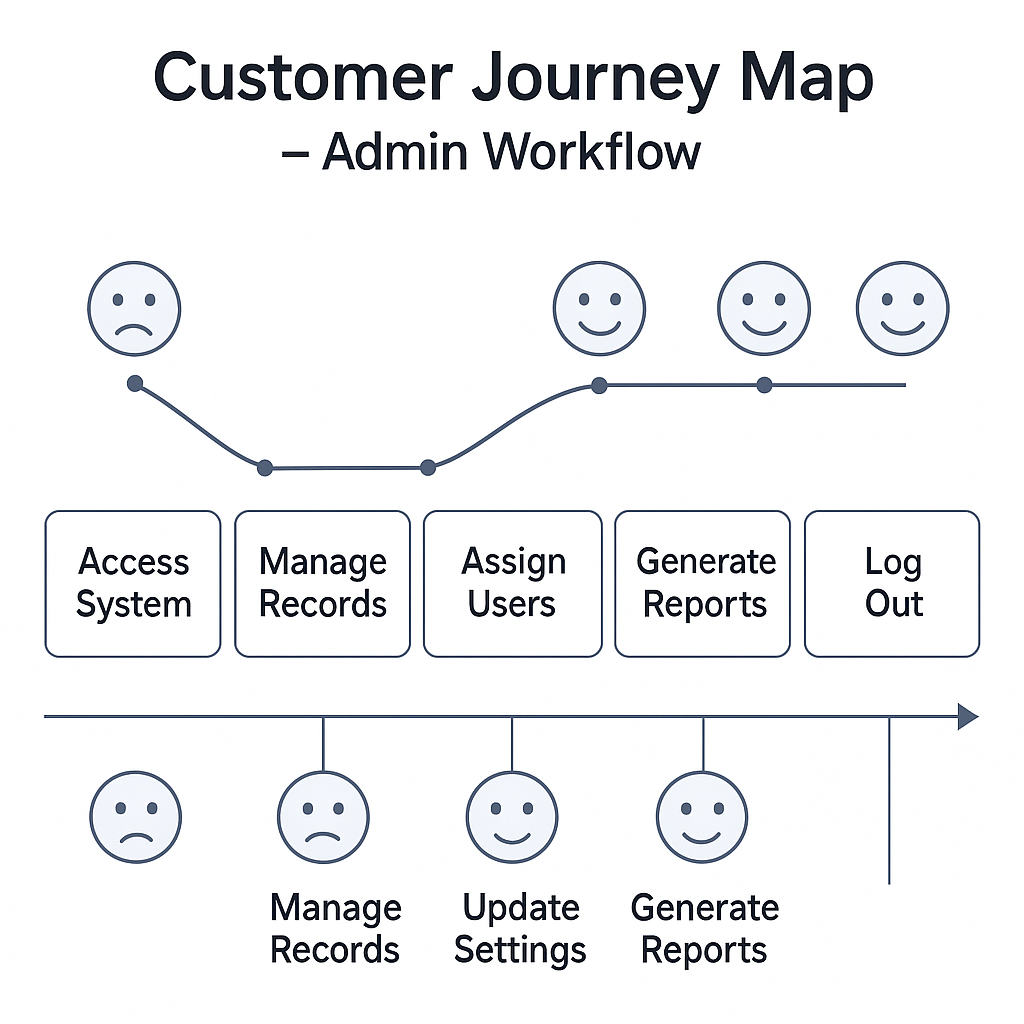 Customer Journey Map
– Admin Workflow
Access
System
Manage
Records
Assign
Users
Generate
Reports
Log
Out
Manage
Records
Update
Settings
Generate
Reports